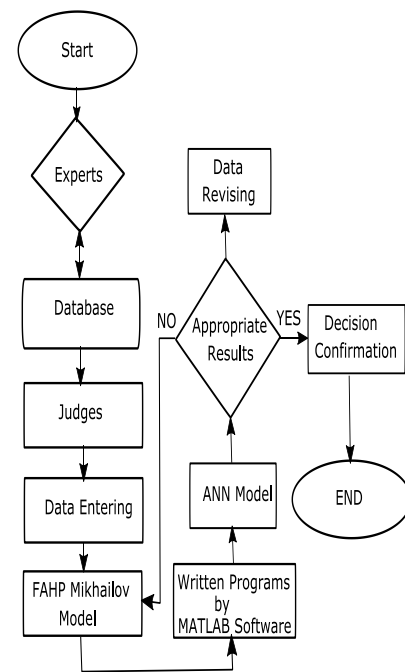 Start
Experts
Database
Judges
Data Entering
FAHP Mikhailov
Model
Written Programs
by
MATLAB Software
ANN Model
Appropriate
Results
NO
YES
Data
Revising
Decision
Confirmation
END